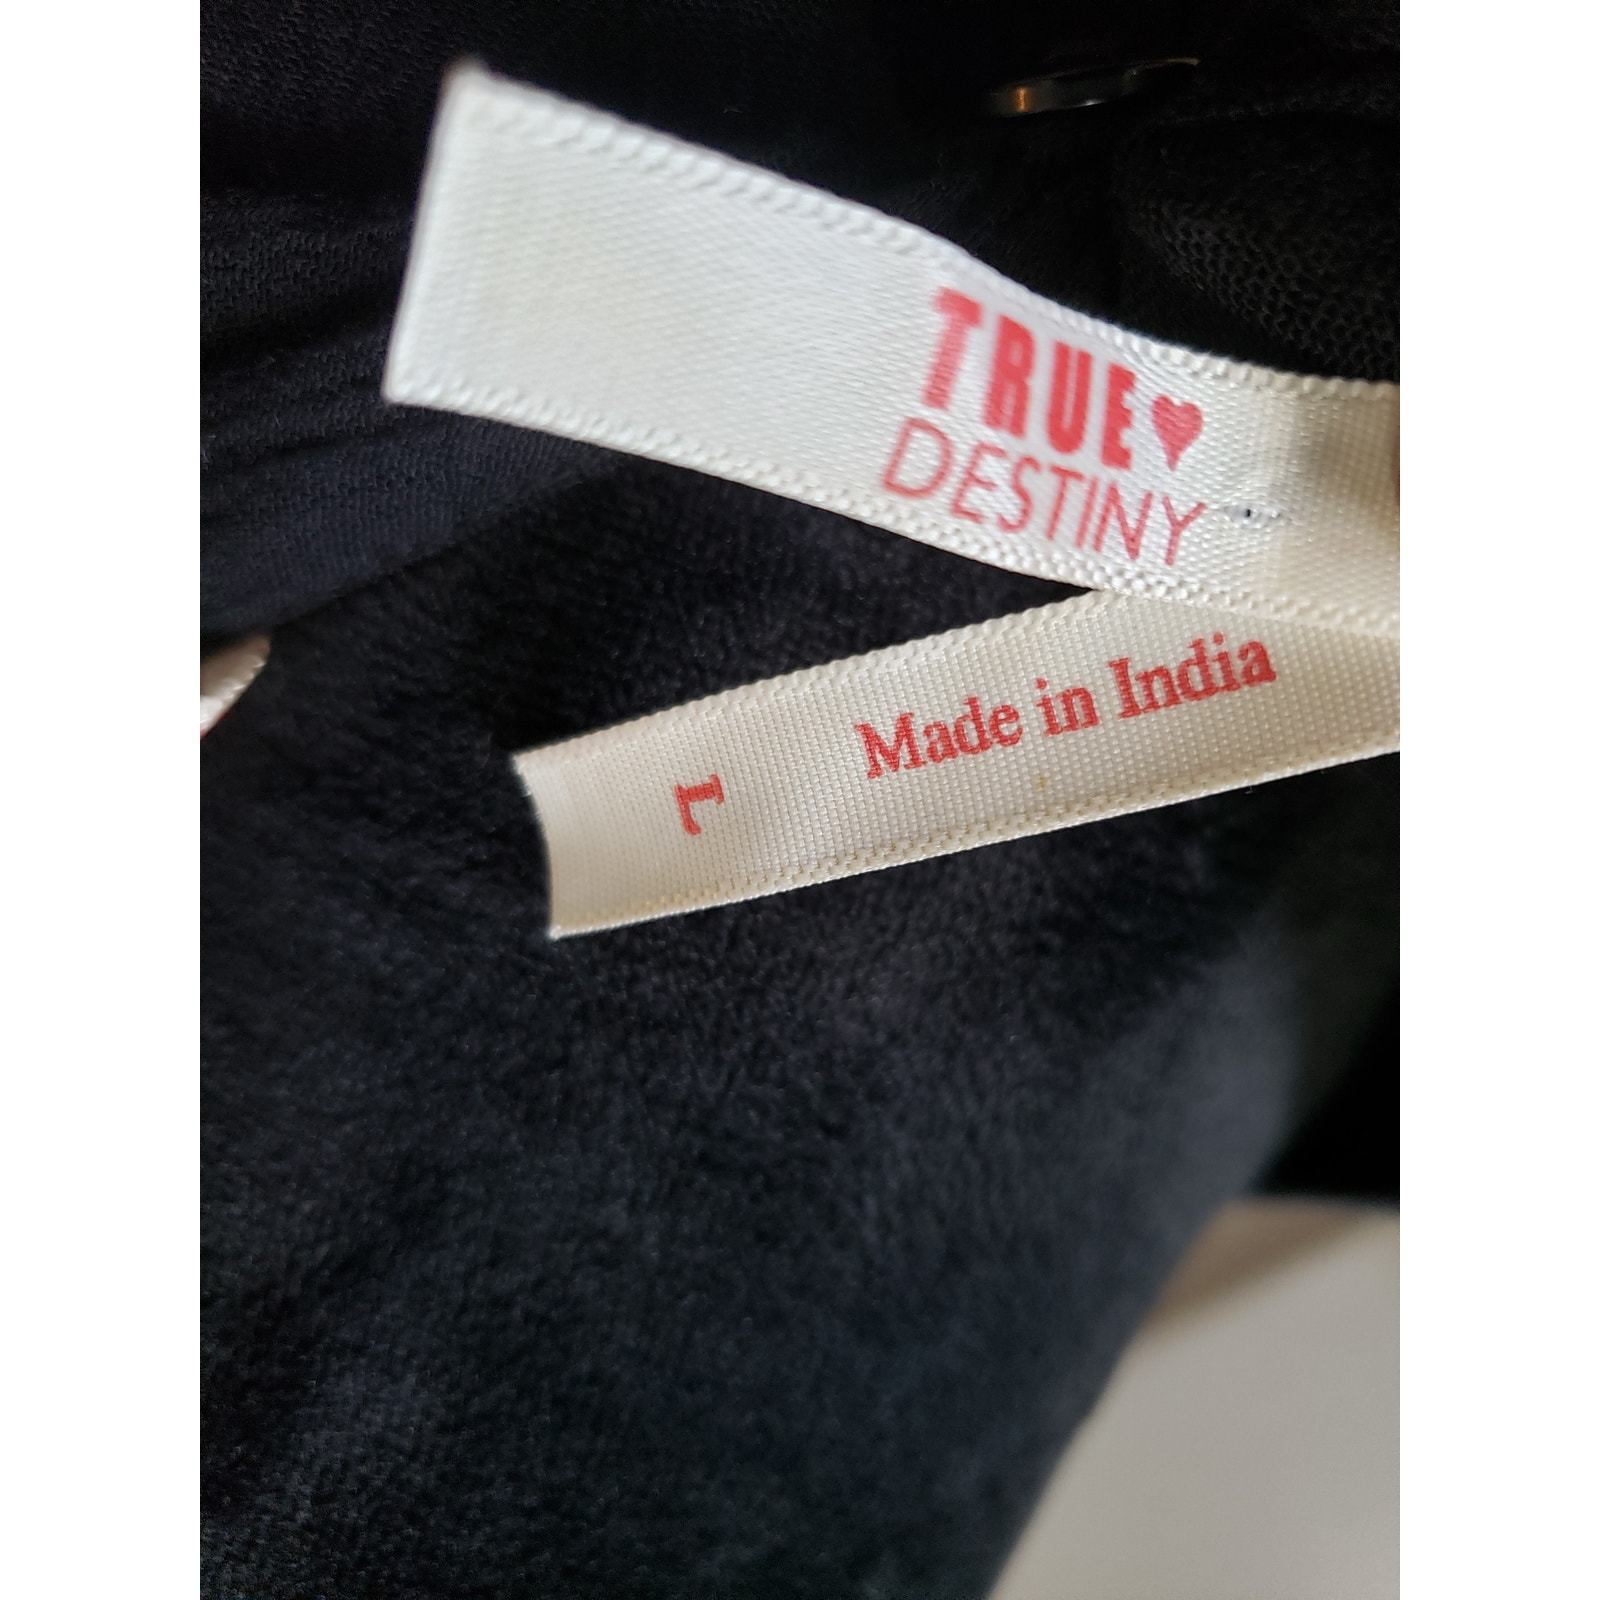 TRUE♥
DESTINY
Made in India
L